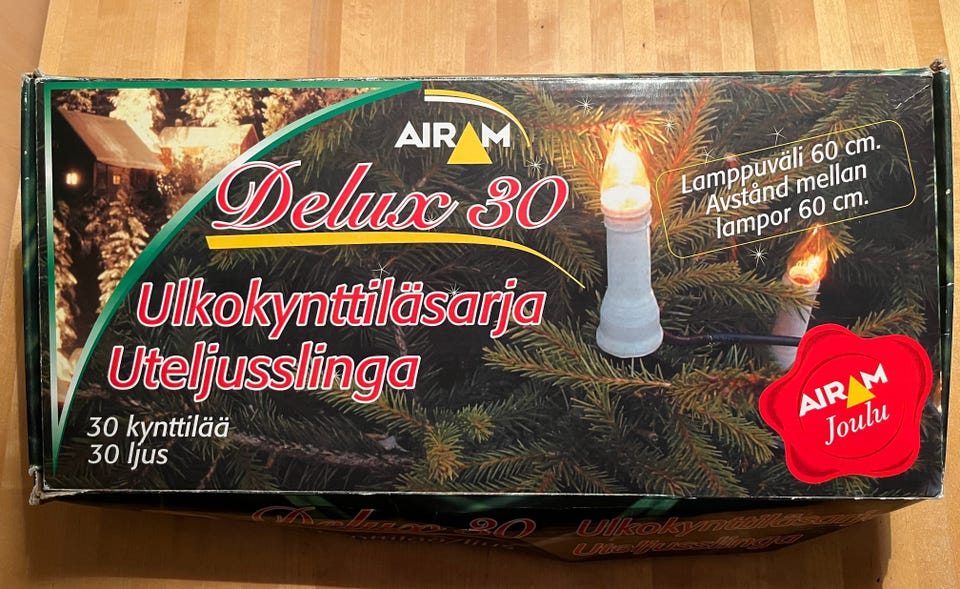 AIRAM
Delux 30
Ulkokynttiläsarja
Uteljusslinga
30 kynttilää
30 ljus
Lamppuväli 60 cm.
Avstånd mellan
lampor 60 cm.
AIRAM
Joulu
Delux 30
Ulkokynttiläsarja
Uteljusslinga